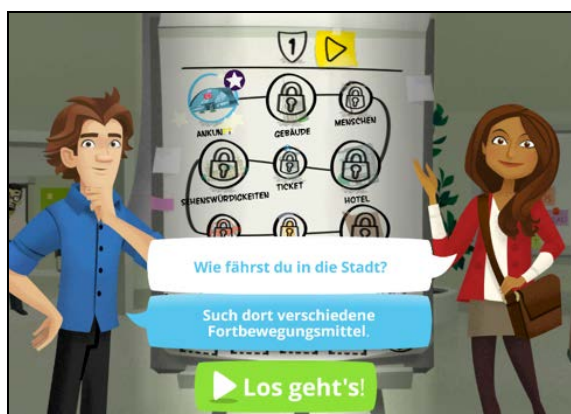 1
ANKUNFT GEBÄUDE MENSCHEN
SEHENSWÜRDIGKEITEN TICKET HOTEL
Wie fährst du in die Stadt?
Such dort verschiedene
Fortbewegungsmittel.
Los geht's!